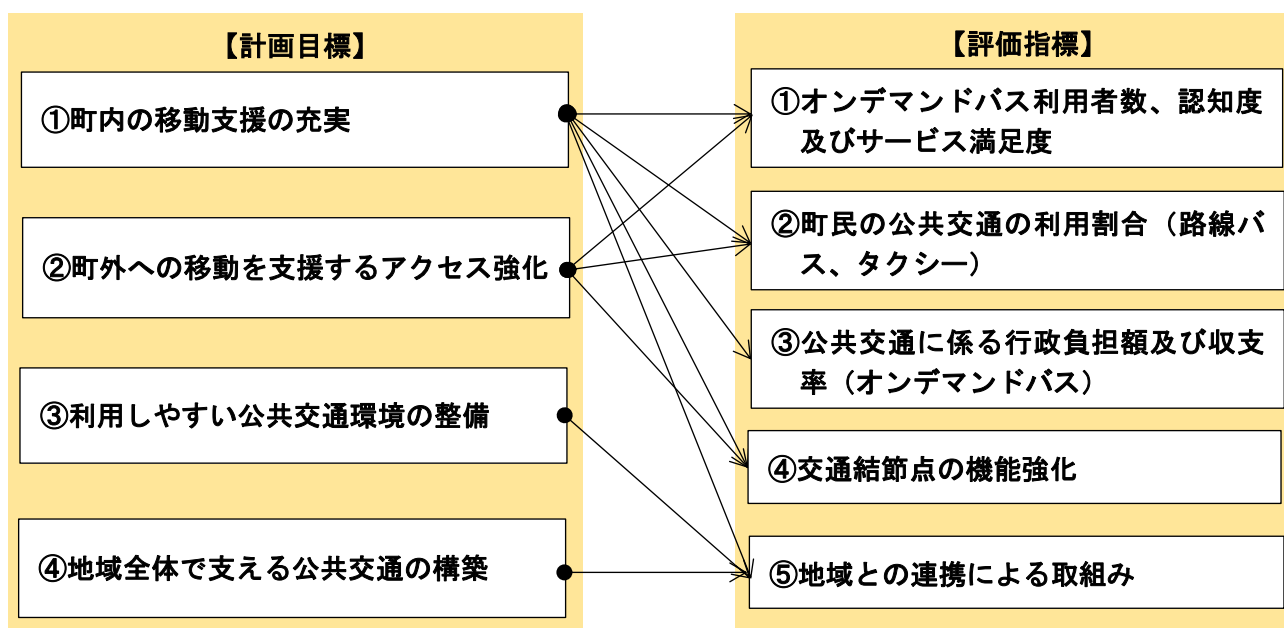 【計画目標】
①町内の移動支援の充実
②町外への移動を支援するアクセス強化
③利用しやすい公共交通環境の整備
④地域全体で支える公共交通の構築
【評価指標】
①オンデマンドバス利用者数、認知度
及びサービス満足度
②町民の公共交通の利用割合（路線バ
ス、タクシー）
③公共交通に係る行政負担額及び収支
率（オンデマンドバス）
④交通結節点の機能強化
⑤地域との連携による取組み